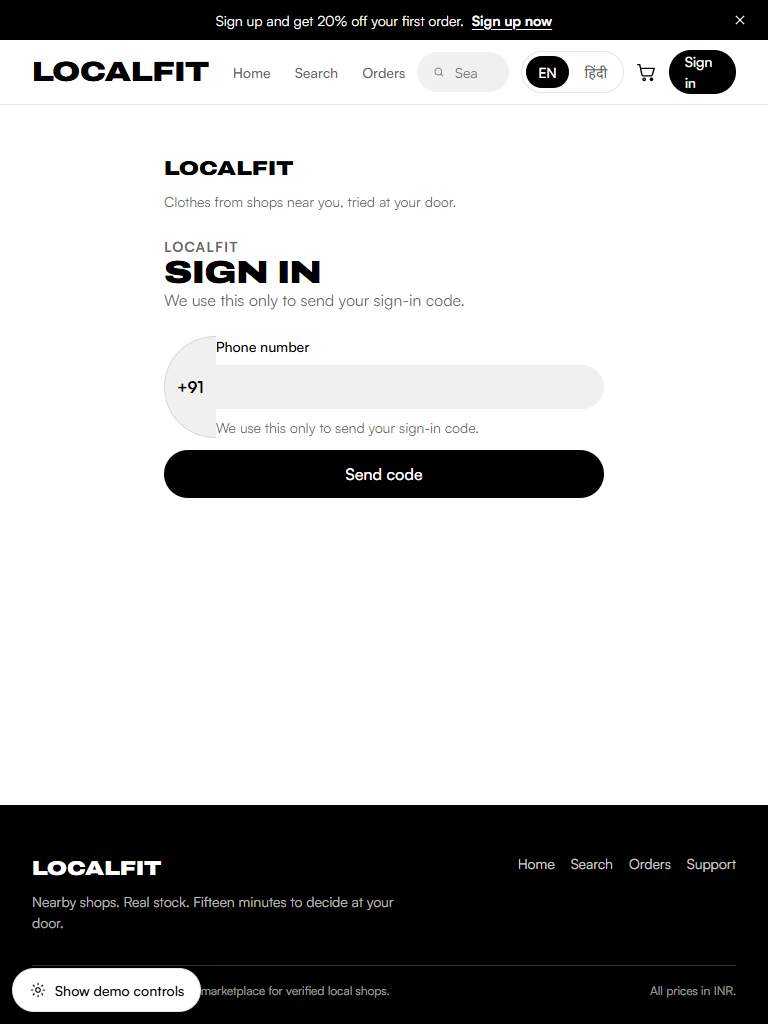 Sign up and get 20% off your first order. Sign up now
LOCALFIT Home Search Orders Sea EN हिंदी Sign in
LOCALFIT
Clothes from shops near you, tried at your door.
LOCALFIT
SIGN IN
We use this only to send your sign-in code.
Phone number
+91
We use this only to send your sign-in code.
Send code
LOCALFIT
Home Search Orders Support
Nearby shops. Real stock. Fifteen minutes to decide at your
door.
Show demo controls
marketplace for verified local shops.
All prices in INR.